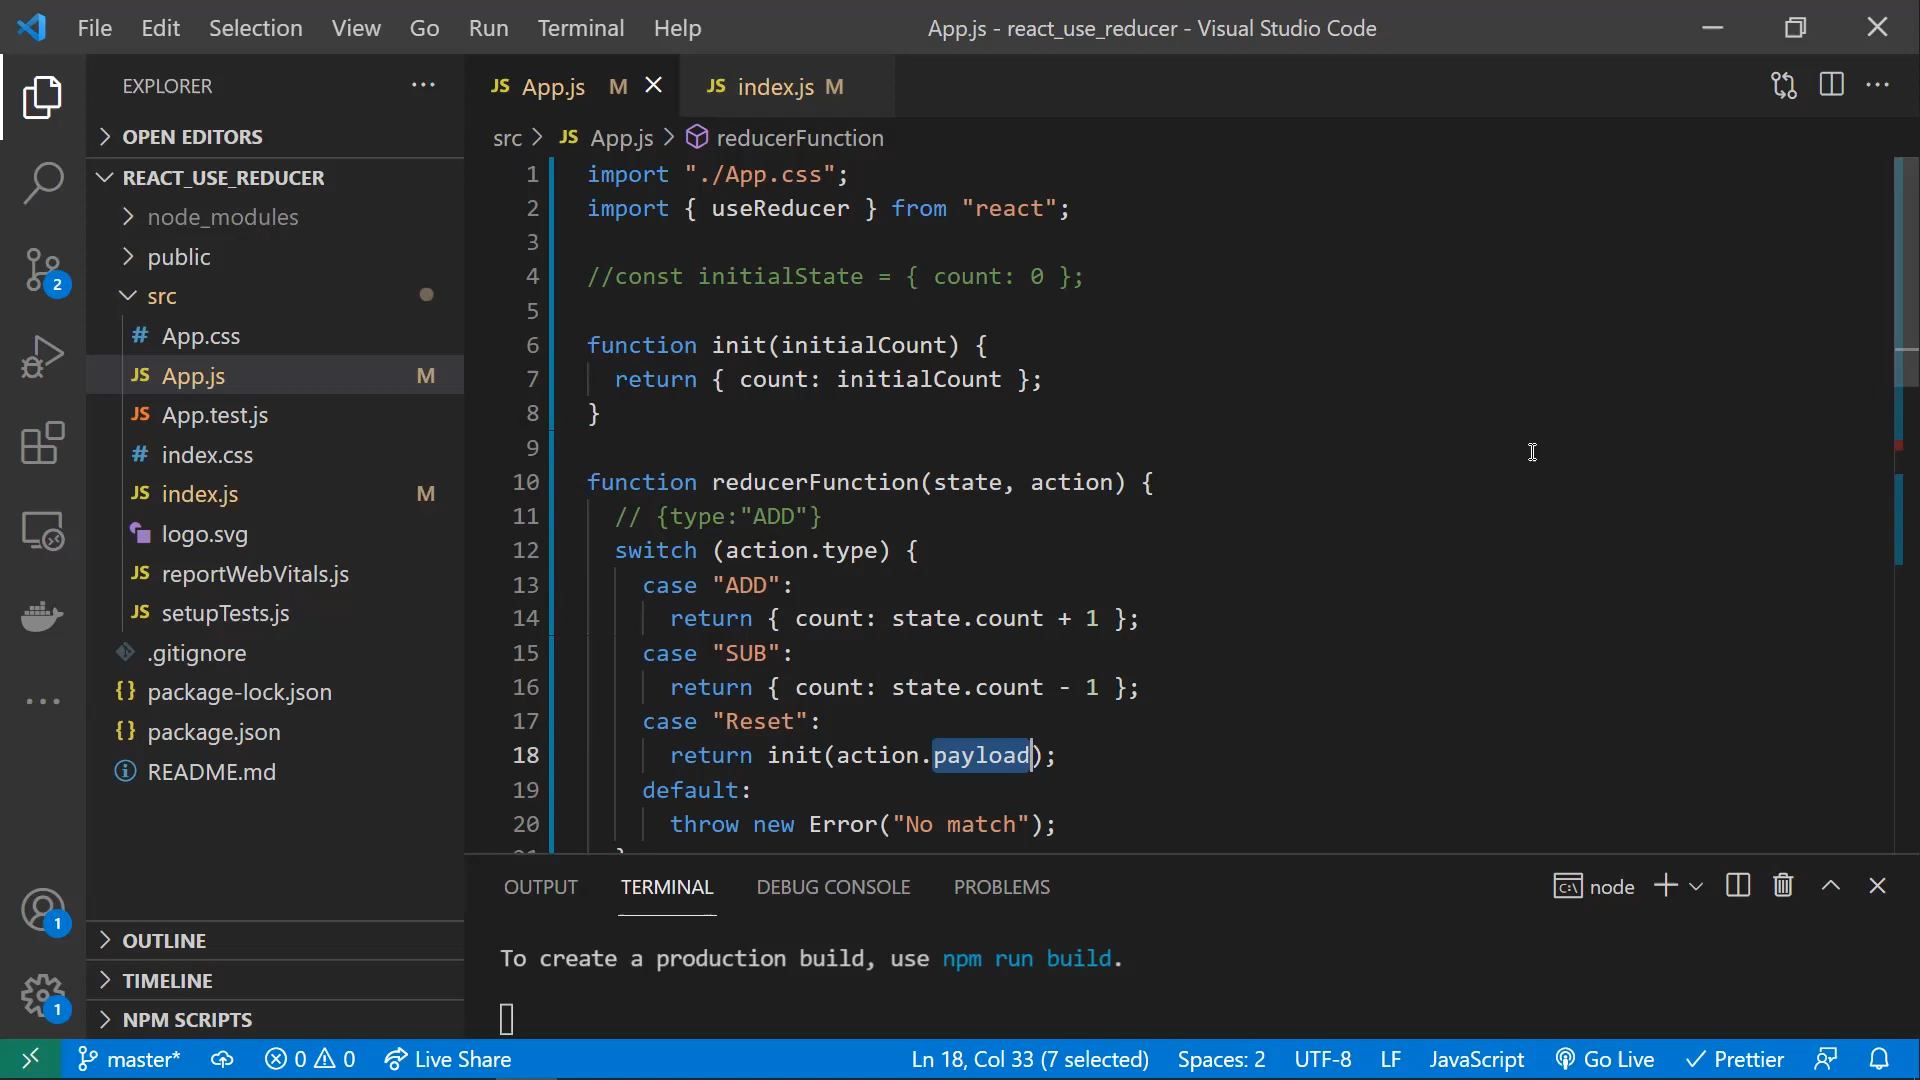 File Edit Selection View Go Run Terminal Help
App.js - react_use_reducer - Visual Studio Code
EXPLORER
OPEN EDITORS
REACT_USE_REDUCER
node_modules
public
src
# App.css
JS App.js M
JS App.test.js
# index.css
JS index.js M
logo.svg
JS reportWebVitals.js
JS setupTests.js
.gitignore
{} package-lock.json
{} package.json
README.md
OUTLINE
TIMELINE
NPM SCRIPTS
2
1
1
JS App.js M
JS index.js M
src > JS App.js > reducerFunction
1 import "./App.css";
2 import { useReducer } from "react";
3
4 //const initialState = { count: 0 };
5
6 function init(initialCount) {
7 return { count: initialCount };
8 }
9
10 function reducerFunction(state, action) {
11 // {type:"ADD"}
12 switch (action.type) {
13 case "ADD":
14 return { count: state.count + 1 };
15 case "SUB":
16 return { count: state.count - 1 };
17 case "Reset":
18 return init(action.payload);
19 default:
20 throw new Error("No match");
OUTPUT TERMINAL DEBUG CONSOLE PROBLEMS
node
To create a production build, use npm run build.
master* 0 0 Live Share
Ln 18, Col 33 (7 selected) Spaces: 2 UTF-8 LF JavaScript Go Live Prettier